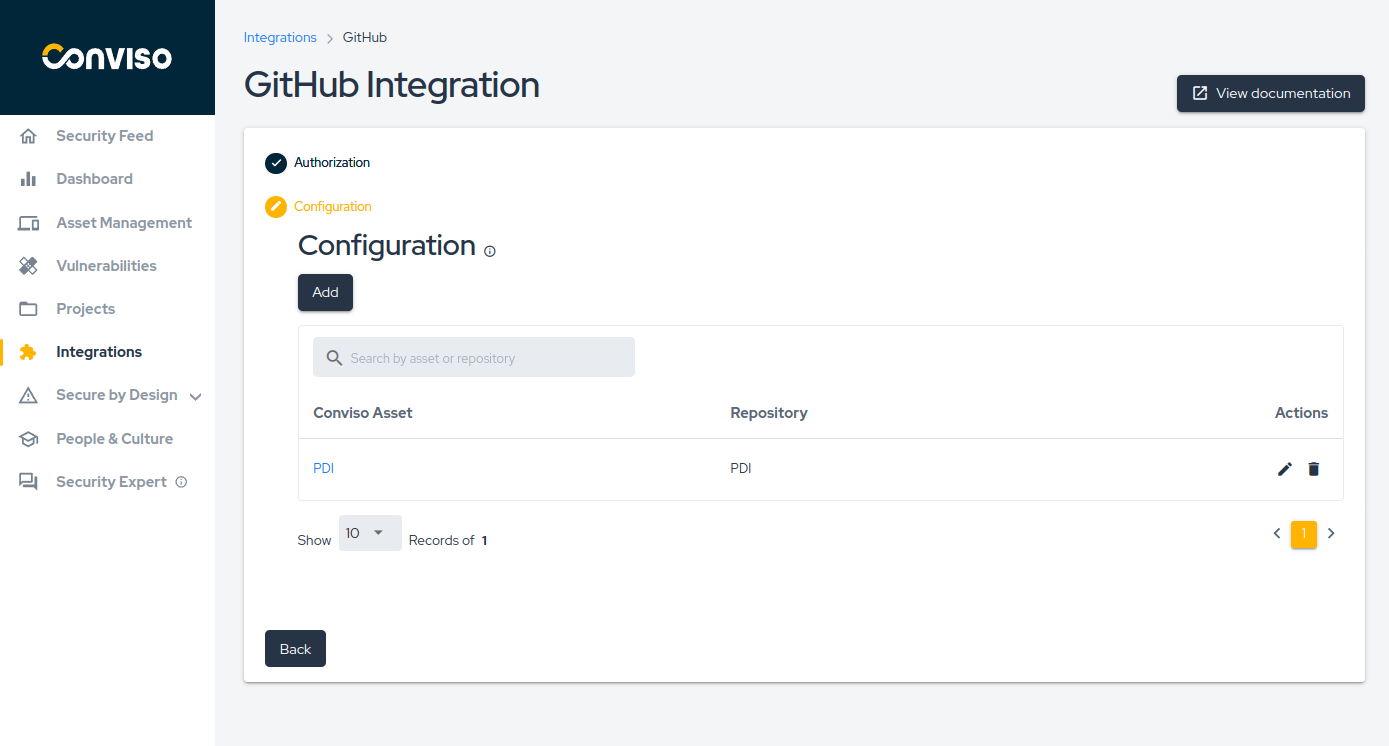 Conviso
Integrations > GitHub
GitHub Integration
View documentation
Security Feed
Dashboard
Asset Management
Vulnerabilities
Projects
Integrations
Secure by Design
People & Culture
Security Expert
Authorization
Configuration
Configuration
Add
Search by asset or repository
Conviso Asset Repository Actions
PDI PDI
Show 10 Records of 1
1
Back